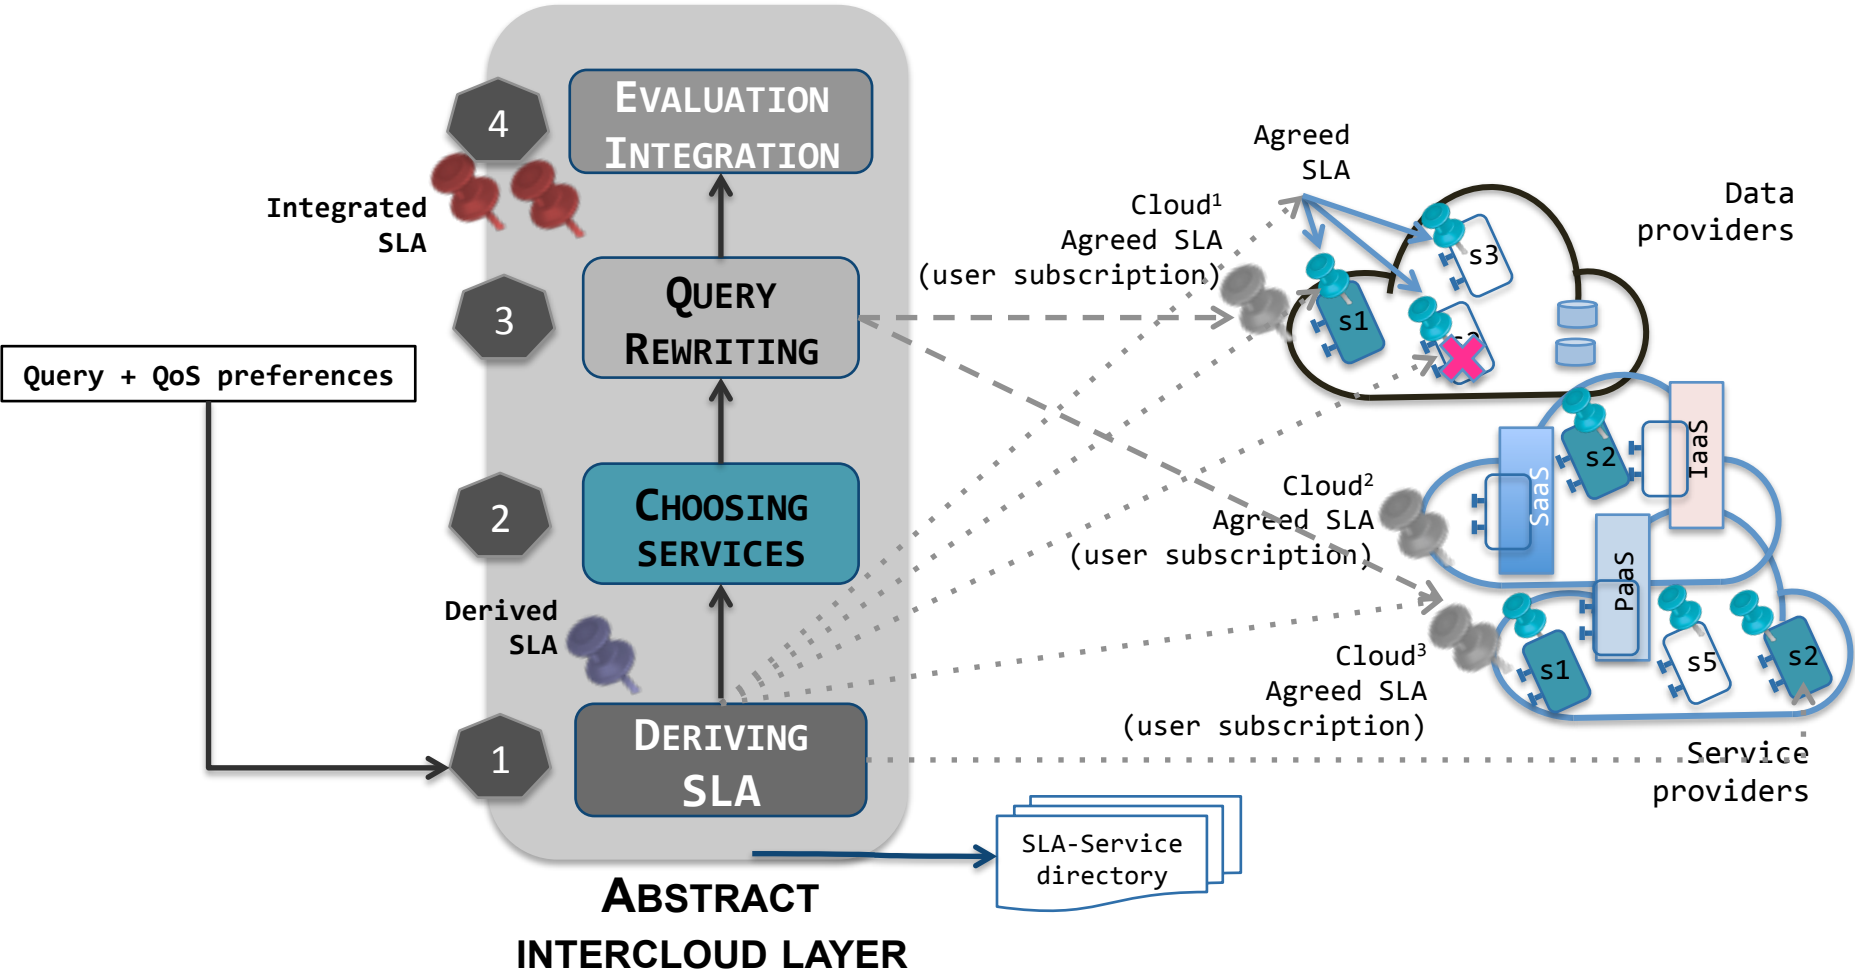 4
EVALUATION
INTEGRATION
Integrated
SLA
3
QUERY
REWRITING
Query + QoS preferences
2
CHOOSING
SERVICES
Derived
SLA
1
DERIVING
SLA
SLA-Service
directory
ABSTRACT
INTERCLOUD LAYER
Agreed
SLA
Cloud¹
Agreed SLA
(user subscription)
Data
providers
s3
s1
Cloud²
Agreed SLA
(user subscription)
SaaS
s2
IaaS
PaaS
Cloud³
Agreed SLA
(user subscription)
s1
s5
s2
Service
providers